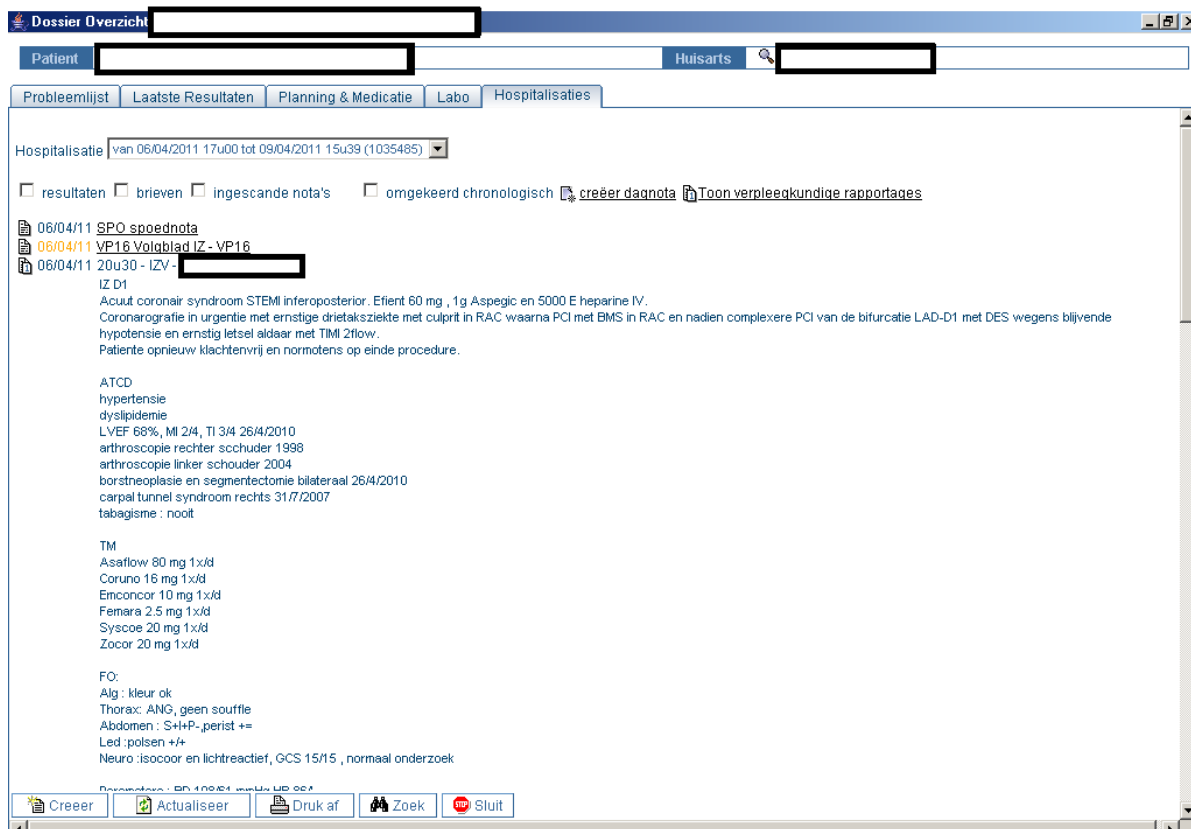 Dossier Overzicht
Patient
Huisarts
Probleemlijst Laatste Resultaten Planning & Medicatie Labo Hospitalisaties
Hospitalisatie van 06/04/2011 17u00 tot 09/04/2011 15u39 (1035485)
resultaten brieven ingescande nota's omgekeerd chronologisch creëer dagnota Toon verpleegkundige rapportages
06/04/11 SPO spoednota
06/04/11 VP16 Volgblad IZ - VP16
06/04/11 20u30 - IZV -
IZ D1
Acuut coronair syndroom STEMI inferoposterior. Efient 60 mg , 1g Aspegic en 5000 E heparine IV.
Coronarografie in urgentie met ernstige drietaksziekte met culprit in RAC waarna PCI met BMS in RAC en nadien complexere PCI van de bifurcatie LAD-D1 met DES wegens blijvende
hypotensie en ernstig letsel aldaar met TIMI 2flow.
Patiente opnieuw klachtenvrij en normotens op einde procedure.
ATCD
hypertensie
dyslipidemie
LVEF 68%, MI 2/4, TI 3/4 26/4/2010
arthroscopie rechter scchuder 1998
arthroscopie linker schouder 2004
borstneoplasie en segmentectomie bilateraal 26/4/2010
carpal tunnel syndroom rechts 31/7/2007
tabagisme : nooit
TM
Asaflow 80 mg 1x/d
Coruno 16 mg 1x/d
Emconcor 10 mg 1x/d
Femara 2.5 mg 1x/d
Syscoe 20 mg 1x/d
Zocor 20 mg 1x/d
FO:
Alg : kleur ok
Thorax: ANG, geen souffle
Abdomen : S+I+P-,perist +=
Led :polsen +/+
Neuro :isocoor en lichtreactief, GCS 15/15 , normaal onderzoek
Parameters : BD 108/61 mmHg HR 86/
Creeer Actualiseer Druk af Zoek STOP Sluit